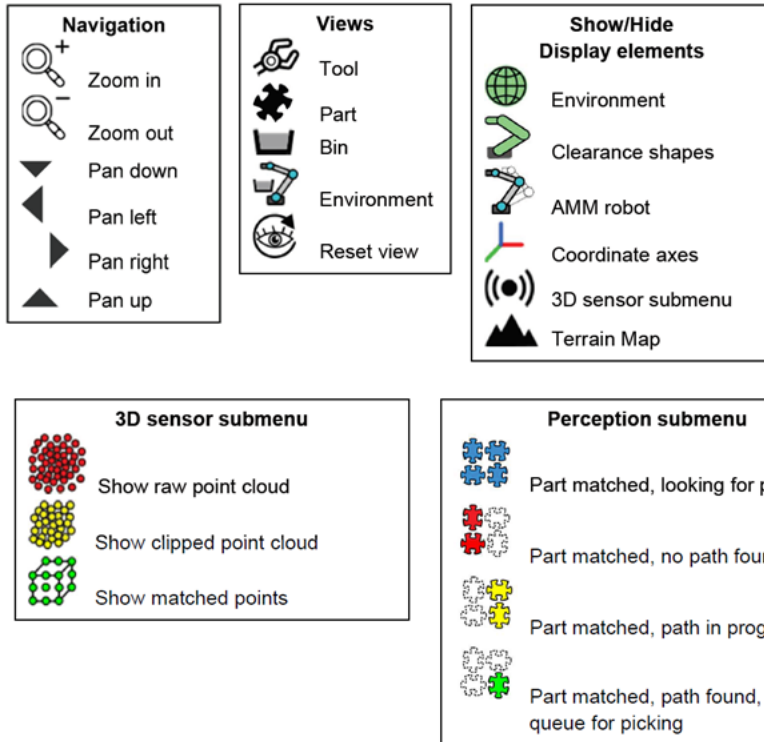 Navigation
+
Zoom in
−
Zoom out
Pan down
Pan left
Pan right
Pan up
Views
Tool
Part
Bin
Environment
Reset view
Show/Hide
Display elements
Environment
Clearance shapes
AMM robot
Coordinate axes
3D sensor submenu
Terrain Map
3D sensor submenu
Show raw point cloud
Show clipped point cloud
Show matched points
Perception submenu
Part matched, looking for
Part matched, no path
Part matched, path in
Part matched, path found,
queue for picking